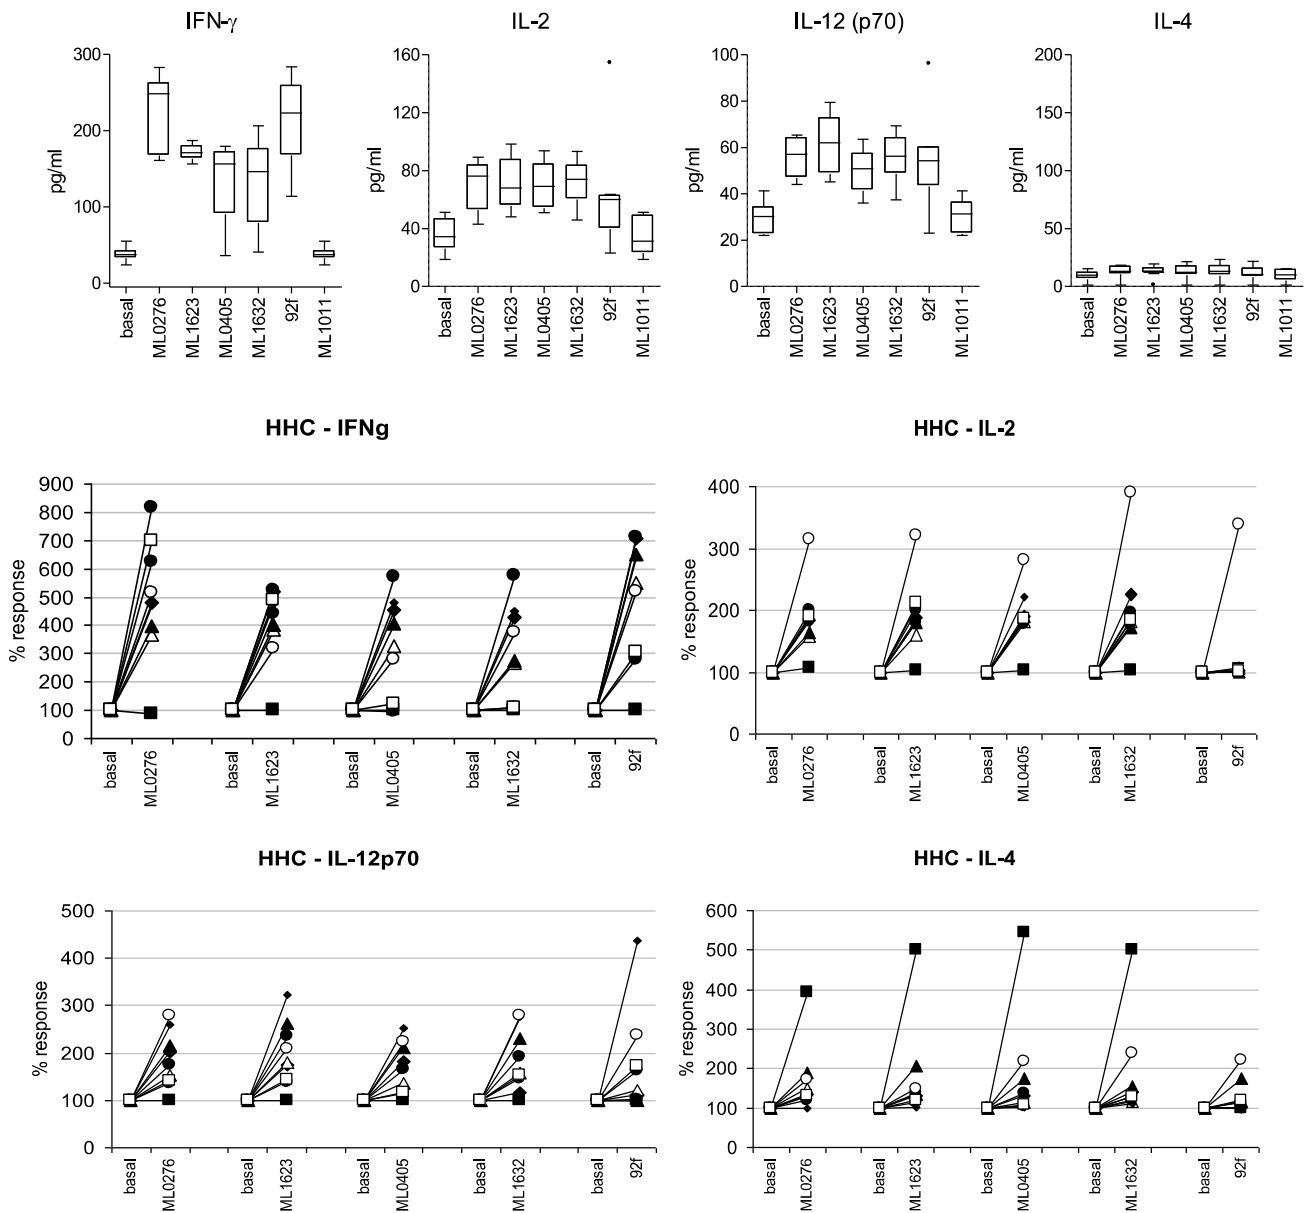 IFN-γ IL-2 IL-12 (p70) IL-4
pg/ml
300
200
100
0
basal ML0276 ML1623 ML0405 ML1632 92f ML1011
pg/ml
160
120
80
40
0
basal ML0276 ML1623 ML0405 ML1632 92f ML1011
pg/ml
100
80
60
40
20
0
basal ML0276 ML1623 ML0405 ML1632 92f ML1011
pg/ml
200
150
100
50
0
basal ML0276 ML1623 ML0405 ML1632 92f ML1011
HHC - IFNg
% response
900
800
700
600
500
400
300
200
100
0
basal ML0276 basal ML1623 basal ML0405 basal ML1632 basal 92f
HHC - IL-2
% response
400
300
200
100
0
basal ML0276 basal ML1623 basal ML0405 basal ML1632 basal 92f
HHC - IL-12p70
% response
500
400
300
200
100
0
basal ML0276 basal ML1623 basal ML0405 basal ML1632 basal 92f
HHC - IL-4
% response
600
500
400
300
200
100
0
basal ML0276 basal ML1623 basal ML0405 basal ML1632 basal 92f